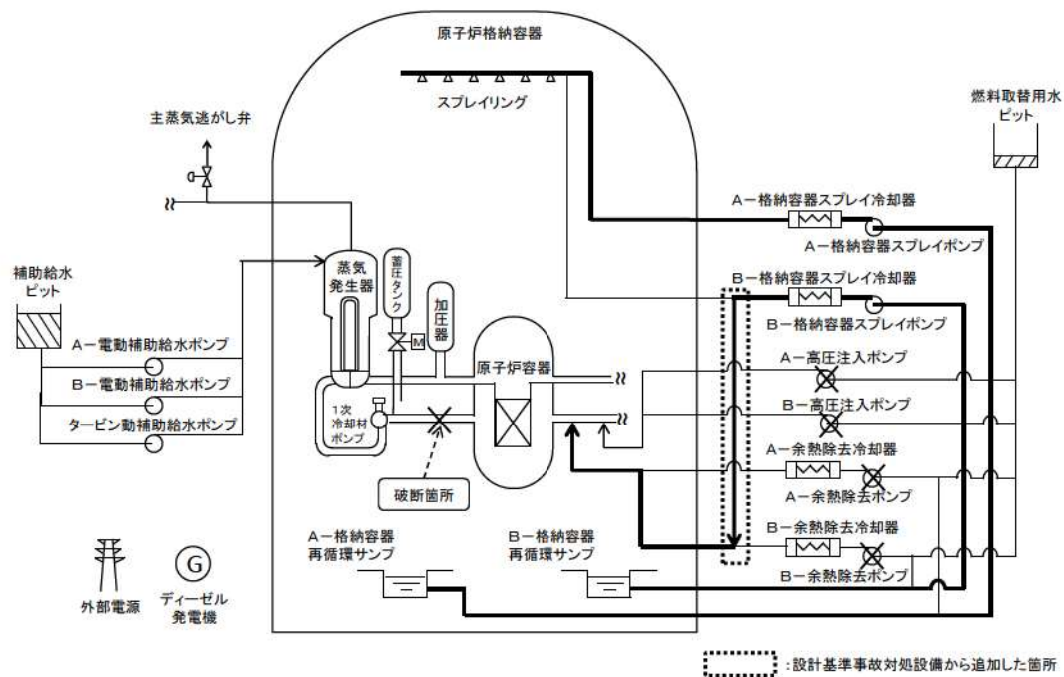 原子炉格納容器
スプレイリング
燃料取替用水
ピット
主蒸気逃がし弁
A-格納容器スプレイ冷却器
A-格納容器スプレイポンプ
補助給水
ピット
蒸気
発生器
蓄圧タンク
加圧器
M
B-格納容器スプレイ冷却器
B-格納容器スプレイポンプ
原子炉容器
A-高圧注入ポンプ
A-電動補助給水ポンプ
B-電動補助給水ポンプ
タービン動補助給水ポンプ
1次
冷却材
ポンプ
B-高圧注入ポンプ
A-余熱除去冷却器
A-余熱除去ポンプ
破断箇所
B-余熱除去冷却器
B-余熱除去ポンプ
A-格納容器
再循環サンプ
B-格納容器
再循環サンプ
G
外部電源
ディーゼル
発電機
:設計基準事故対処設備から追加した箇所